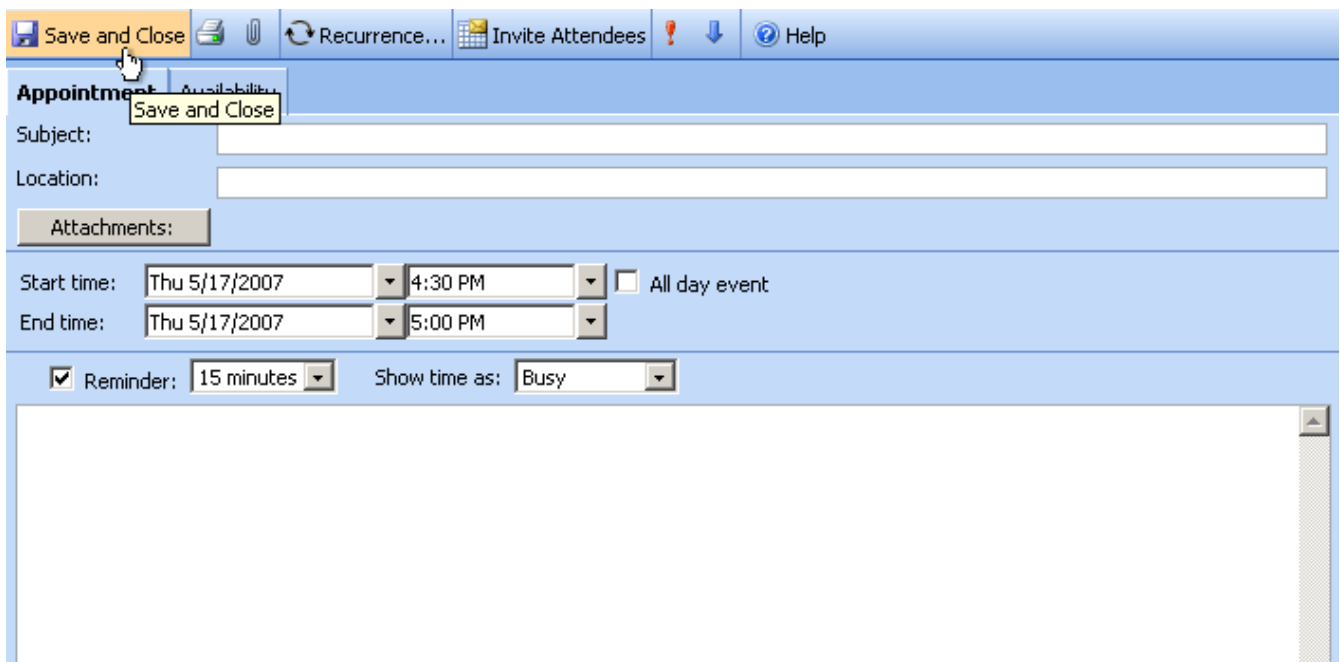 Save and Close Recurrence... Invite Attendees Help
Appointment Availability
Save and Close
Subject:
Location:
Attachments:
Start time: Thu 5/17/2007 4:30 PM All day event
End time: Thu 5/17/2007 5:00 PM
Reminder: 15 minutes Show time as: Busy